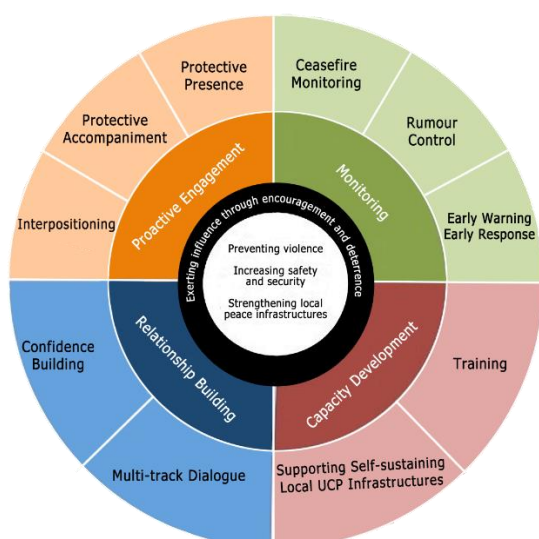 Protective
Presence
Ceasefire
Monitoring
Protective
Accompaniment
Rumour
Control
Interpositioning
Early Warning
Early Response
Proactive Engagement
Monitoring
Exerting influence through encouragement and deterrence
Preventing violence
Increasing safety
and security
Strengthening local
peace infrastructures
Relationship Building
Capacity Development
Confidence
Building
Training
Multi-track Dialogue
Supporting Self-sustaining
Local UCP Infrastructures